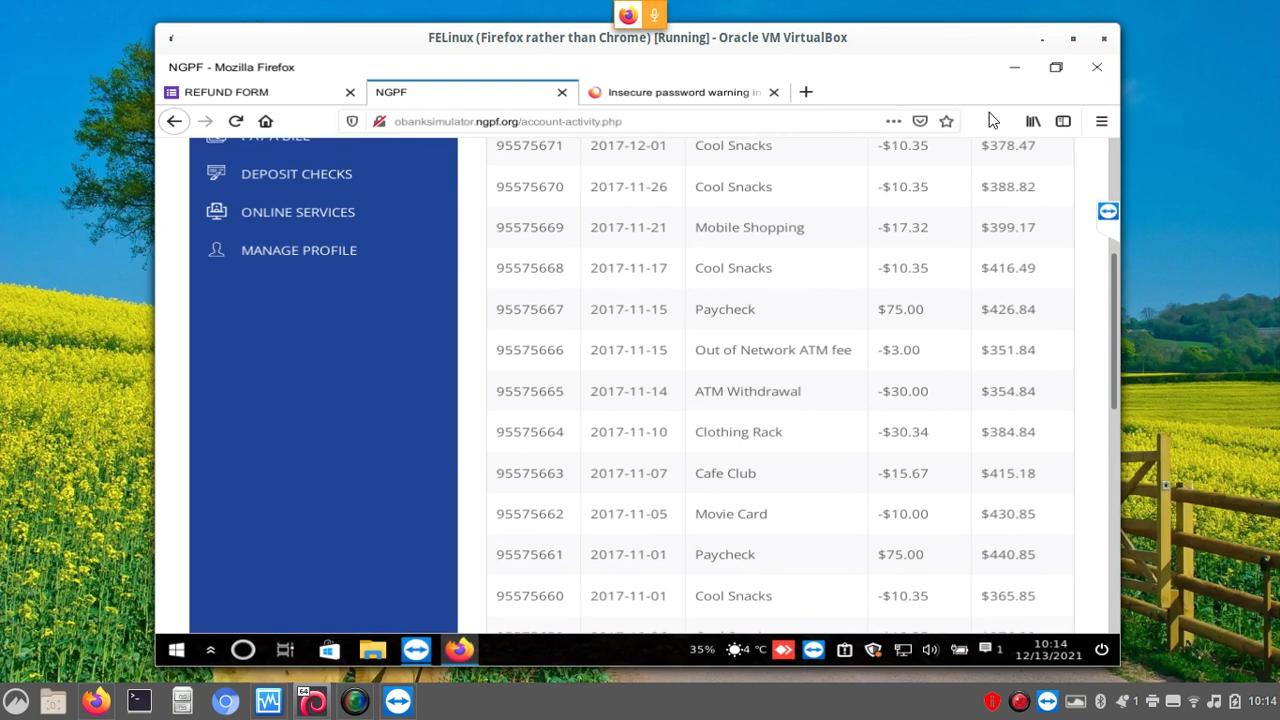 FELinux (Firefox rather than Chrome) [Running] - Oracle VM VirtualBox
NGPF - Mozilla Firefox
REFUND FORM
NGPF
Insecure password warning in
obanksimulator.ngpf.org/account-activity.php
DEPOSIT CHECKS
ONLINE SERVICES
MANAGE PROFILE
95575671 2017-12-01 Cool Snacks -$10.35 $378.47
95575670 2017-11-26 Cool Snacks -$10.35 $388.82
95575669 2017-11-21 Mobile Shopping -$17.32 $399.17
95575668 2017-11-17 Cool Snacks -$10.35 $416.49
95575667 2017-11-15 Paycheck $75.00 $426.84
95575666 2017-11-15 Out of Network ATM fee -$3.00 $351.84
95575665 2017-11-14 ATM Withdrawal -$30.00 $354.84
95575664 2017-11-10 Clothing Rack -$30.34 $384.84
95575663 2017-11-07 Cafe Club -$15.67 $415.18
95575662 2017-11-05 Movie Card -$10.00 $430.85
95575661 2017-11-01 Paycheck $75.00 $440.85
95575660 2017-11-01 Cool Snacks -$10.35 $365.85
35% 4 °C 1 10:14
12/13/2021
64 1 10:14